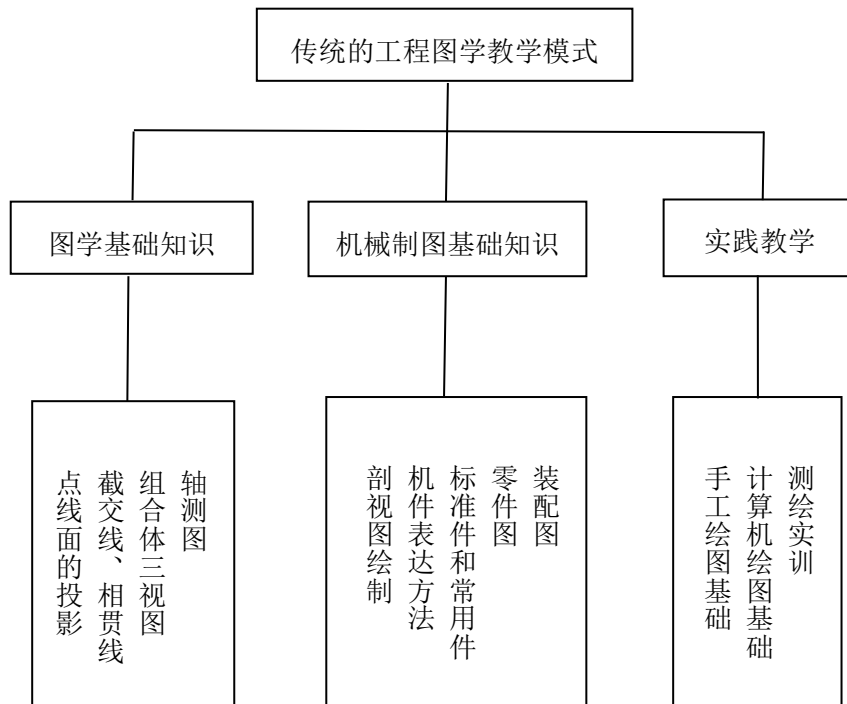 传统的工程图学教学模式
图学基础知识
机械制图基础知识
实践教学
点线面的投影
截交线、相贯线
组合体三视图
轴测图
剖视图绘制
机件表达方法
标准件和常用件
零件图
装配图
手工绘图基础
计算机绘图基础
测绘实训